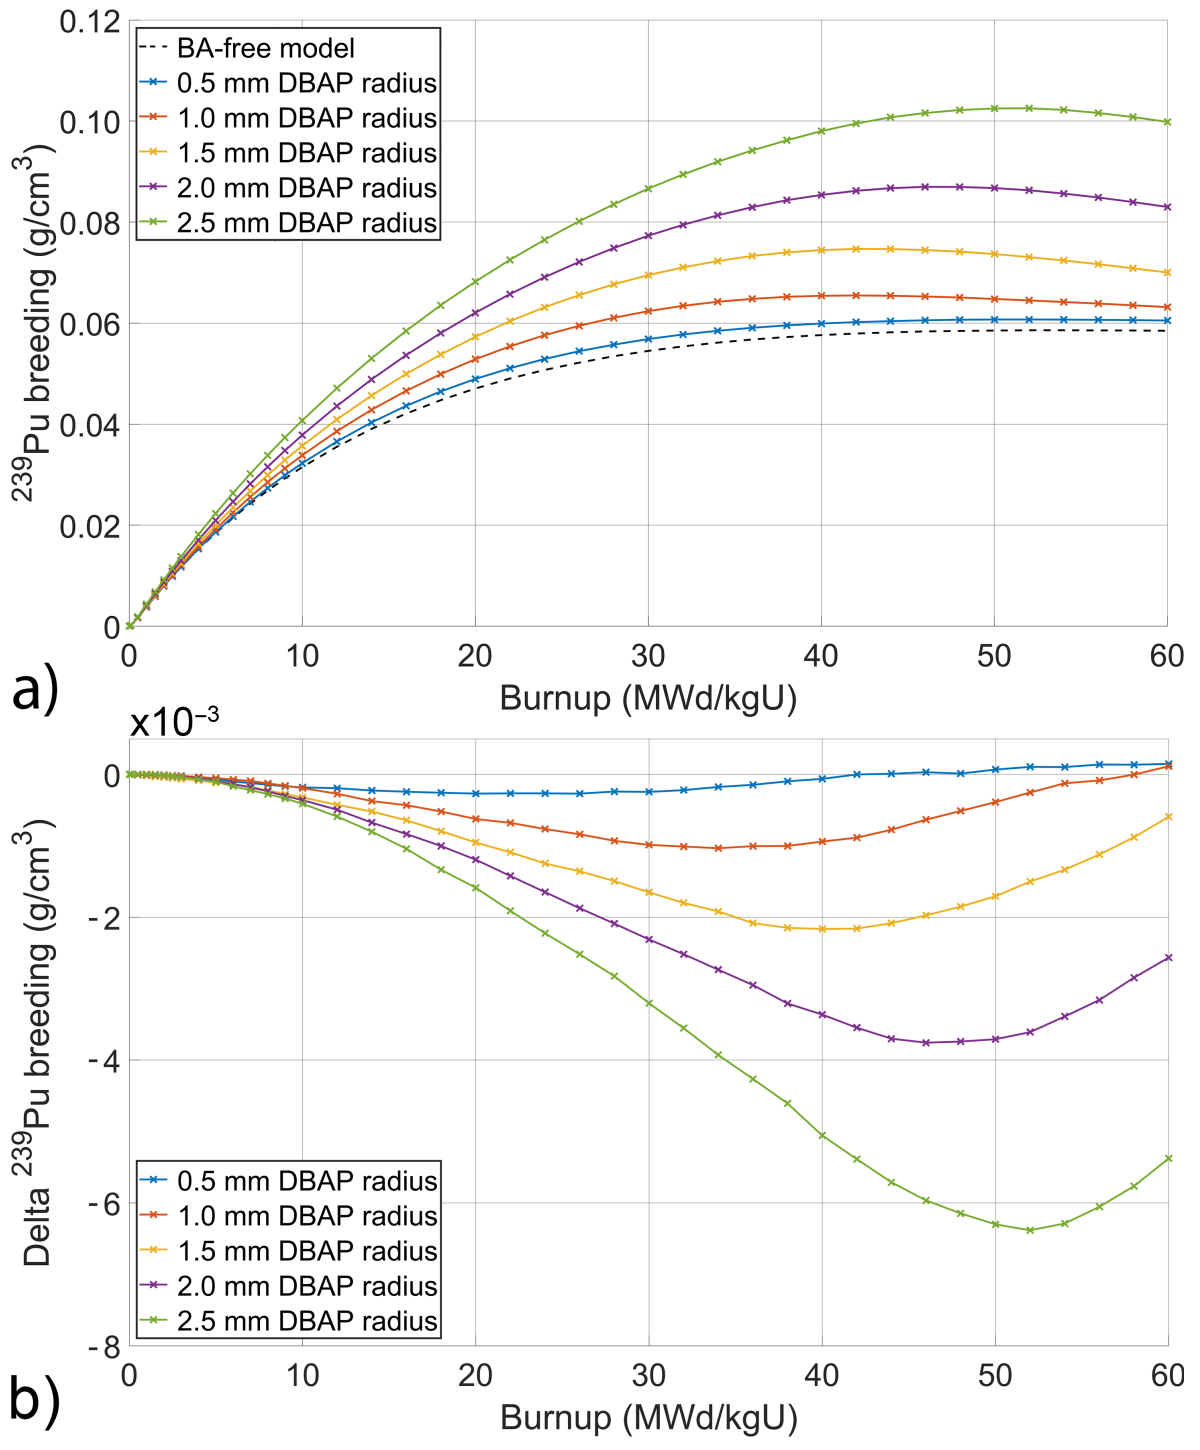 0.12
0.10
0.08
0.06
0.04
0.02
0
²³⁹Pu breeding (g/cm³)
BA-free model
0.5 mm DBAP radius
1.0 mm DBAP radius
1.5 mm DBAP radius
2.0 mm DBAP radius
2.5 mm DBAP radius
0 10 20 30 40 50 60
Burnup (MWd/kgU)
a)
x10⁻³
0
-2
-4
-6
-8
Delta ²³⁹Pu breeding (g/cm³)
0.5 mm DBAP radius
1.0 mm DBAP radius
1.5 mm DBAP radius
2.0 mm DBAP radius
2.5 mm DBAP radius
0 10 20 30 40 50 60
Burnup (MWd/kgU)
b)